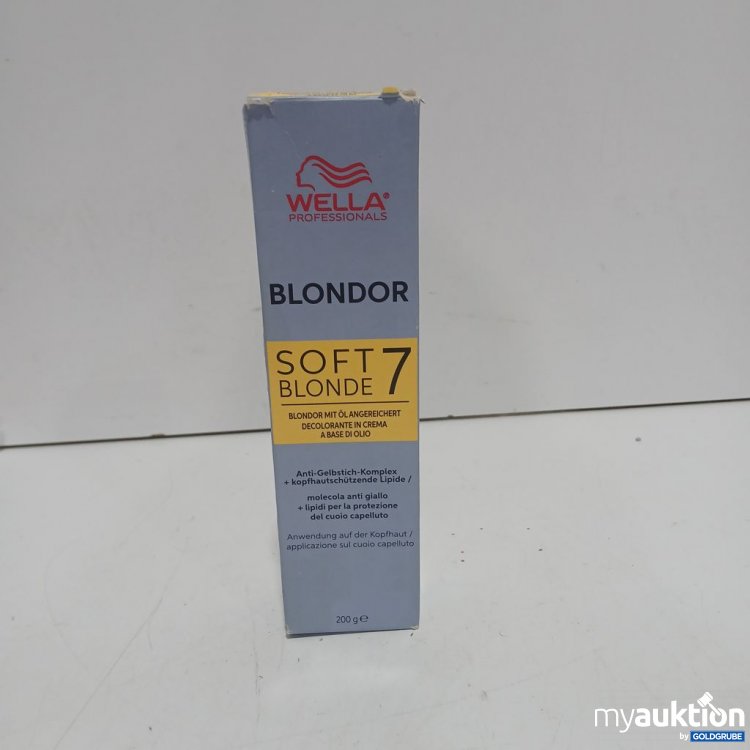 WELLA®
PROFESSIONALS
BLONDOR
SOFT 7
BLONDE
BLONDOR MIT ÖL ANGEREICHERT
DECOLORANTE IN CREMA
A BASE DI OLIO
Anti-Gelbstich-Komplex
+ kopfhautschützende Lipide /
molecola anti giallo
+ lipidi per la protezione
del cuoio capelluto
Anwendung auf der Kopfhaut /
applicazione sul cuoio capelluto
200 g ℮
myauktion
by GOLDGRUBE